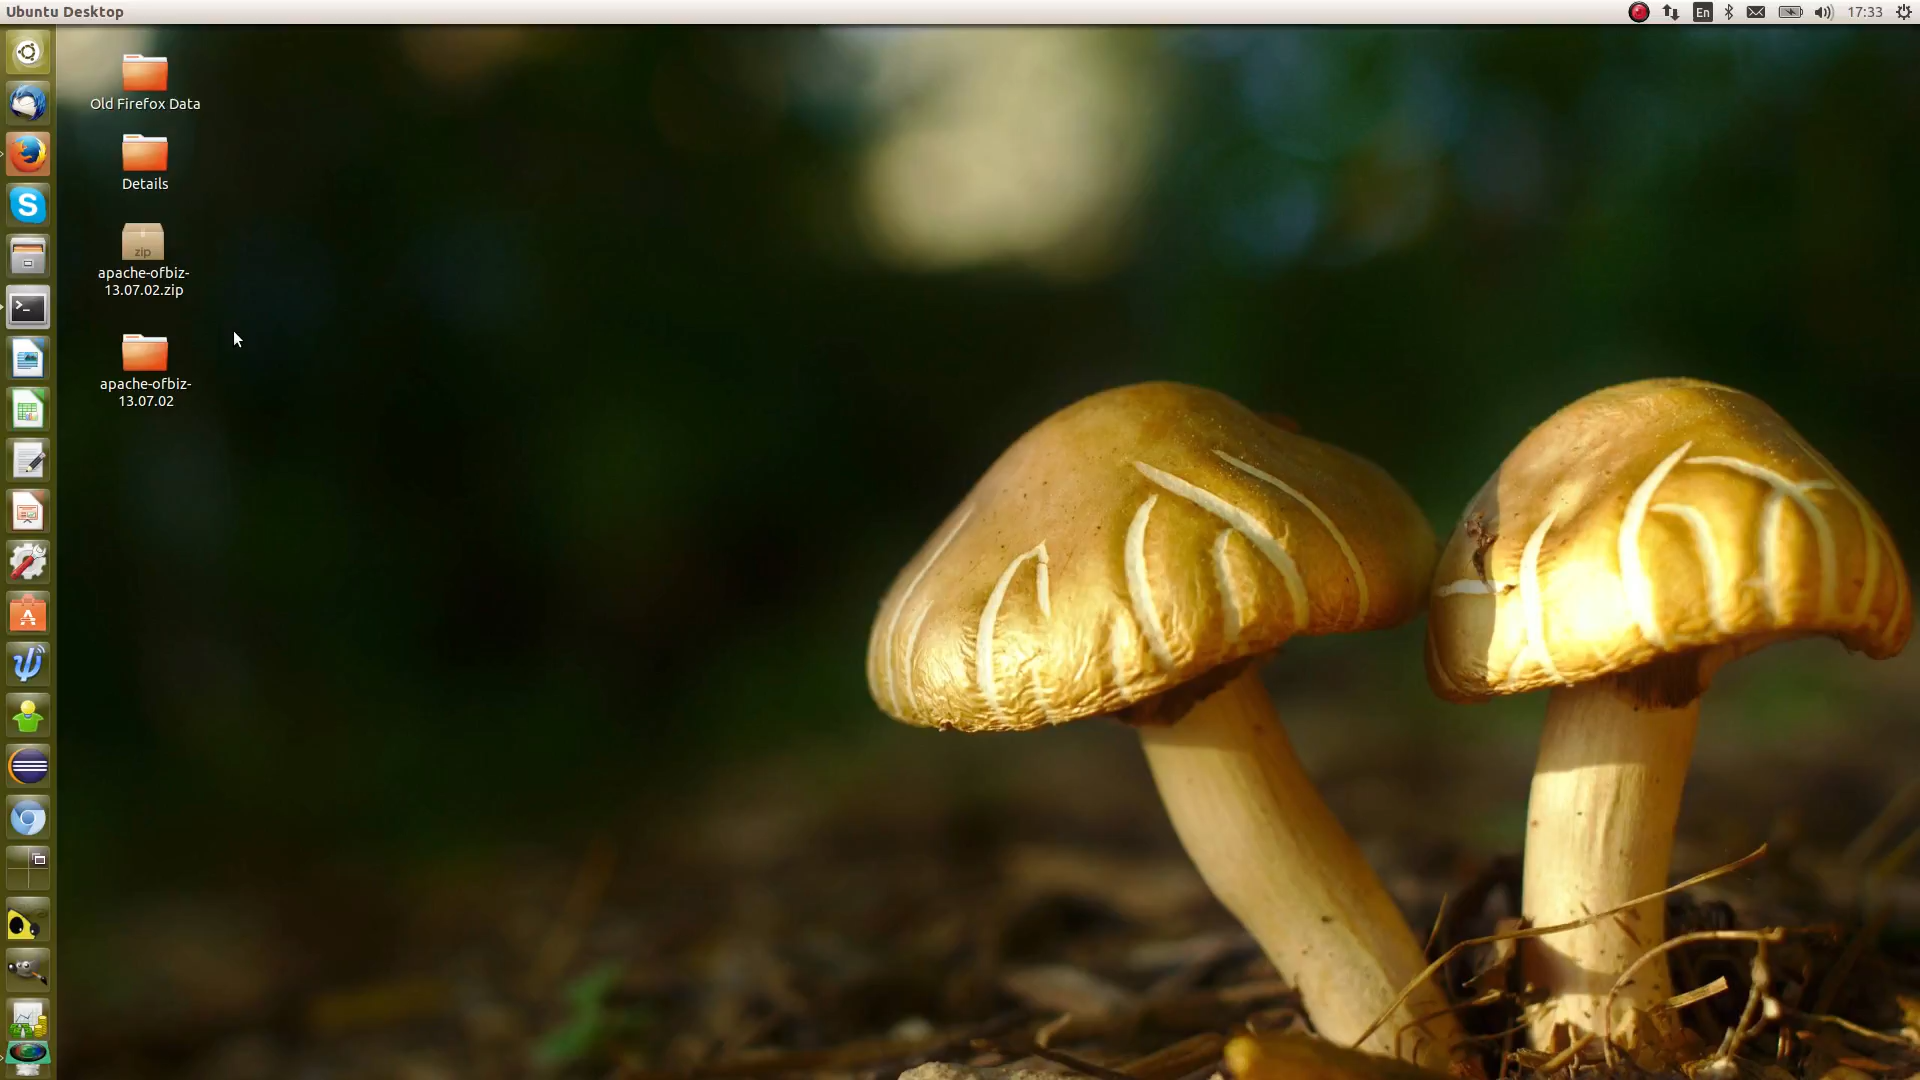 Ubuntu Desktop
En
17:33
Old Firefox Data
Details
zip
apache-ofbiz-
13.07.02.zip
apache-ofbiz-
13.07.02